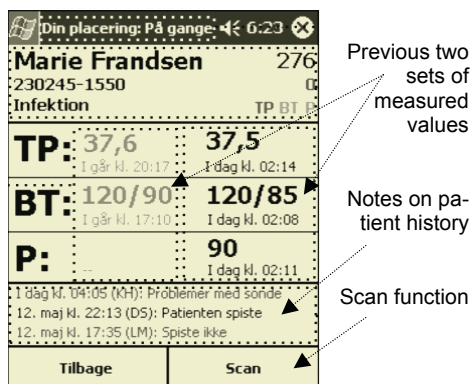 Din placering: På gange 6:23
Marie Frandsen 276
230245-1550
Infektion TP BT P
TP: 37,6 37,5
I går kl. 20:17 I dag kl. 02:14
BT: 120/90 120/85
I går kl. 17:10 I dag kl. 02:08
P: 90
-- I dag kl. 02:11
I dag kl. 04:05 (KH): Problemer med sonde
12. maj kl. 22:13 (DS): Patienten spiste
12. maj kl. 17:35 (LM): Spiste ikke
Tilbage Scan
Previous two
sets of
measured
values
Notes on pa-
tient history
Scan function